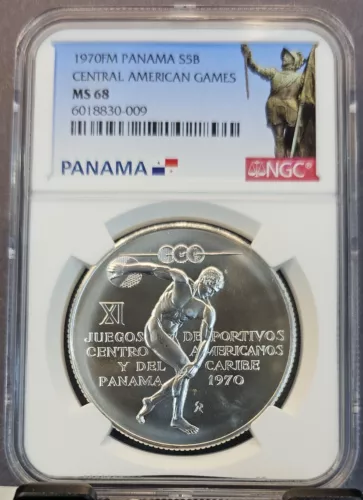 1970FM PANAMA S5B
CENTRAL AMERICAN GAMES
MS 68
6018830-009
PANAMA
NGC®
XI
JUEGOS DEPORTIVOS
CENTRO AMERICANOS
Y DEL CARIBE
PANAMA 1970